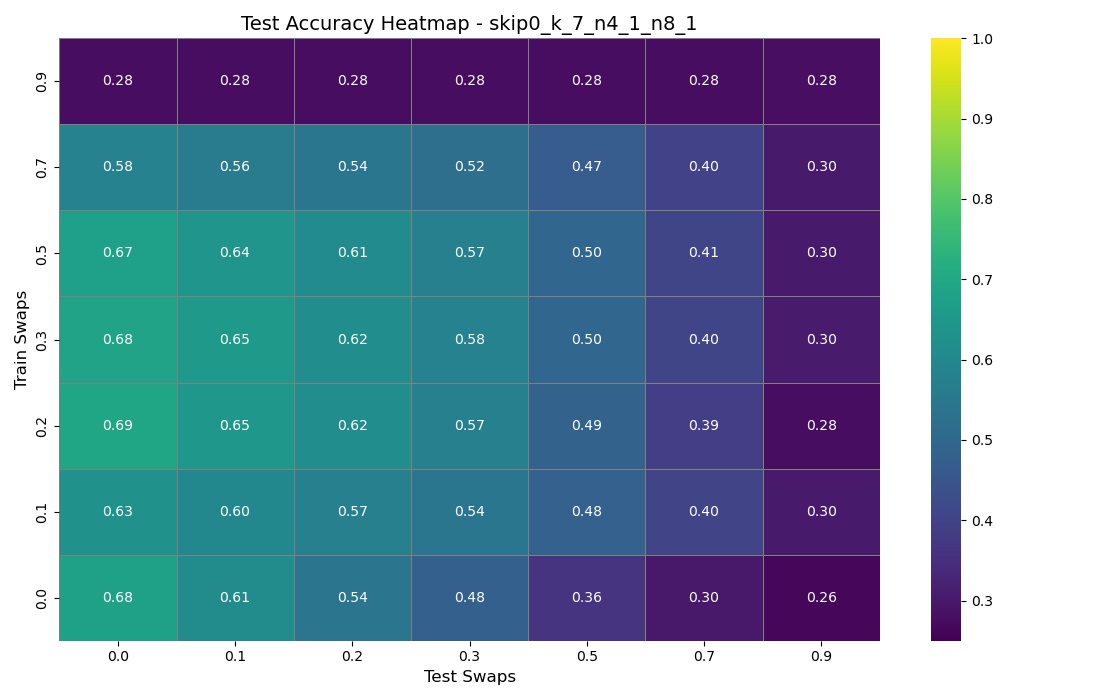 Test Accuracy Heatmap - skip0_k_7_n4_1_n8_1
Train Swaps
0.9 0.28 0.28 0.28 0.28 0.28 0.28 0.28
0.7 0.58 0.56 0.54 0.52 0.47 0.40 0.30
0.5 0.67 0.64 0.61 0.57 0.50 0.41 0.30
0.3 0.68 0.65 0.62 0.58 0.50 0.40 0.30
0.2 0.69 0.65 0.62 0.57 0.49 0.39 0.28
0.1 0.63 0.60 0.57 0.54 0.48 0.40 0.30
0.0 0.68 0.61 0.54 0.48 0.36 0.30 0.26
0.0 0.1 0.2 0.3 0.5 0.7 0.9
Test Swaps
1.0
0.9
0.8
0.7
0.6
0.5
0.4
0.3